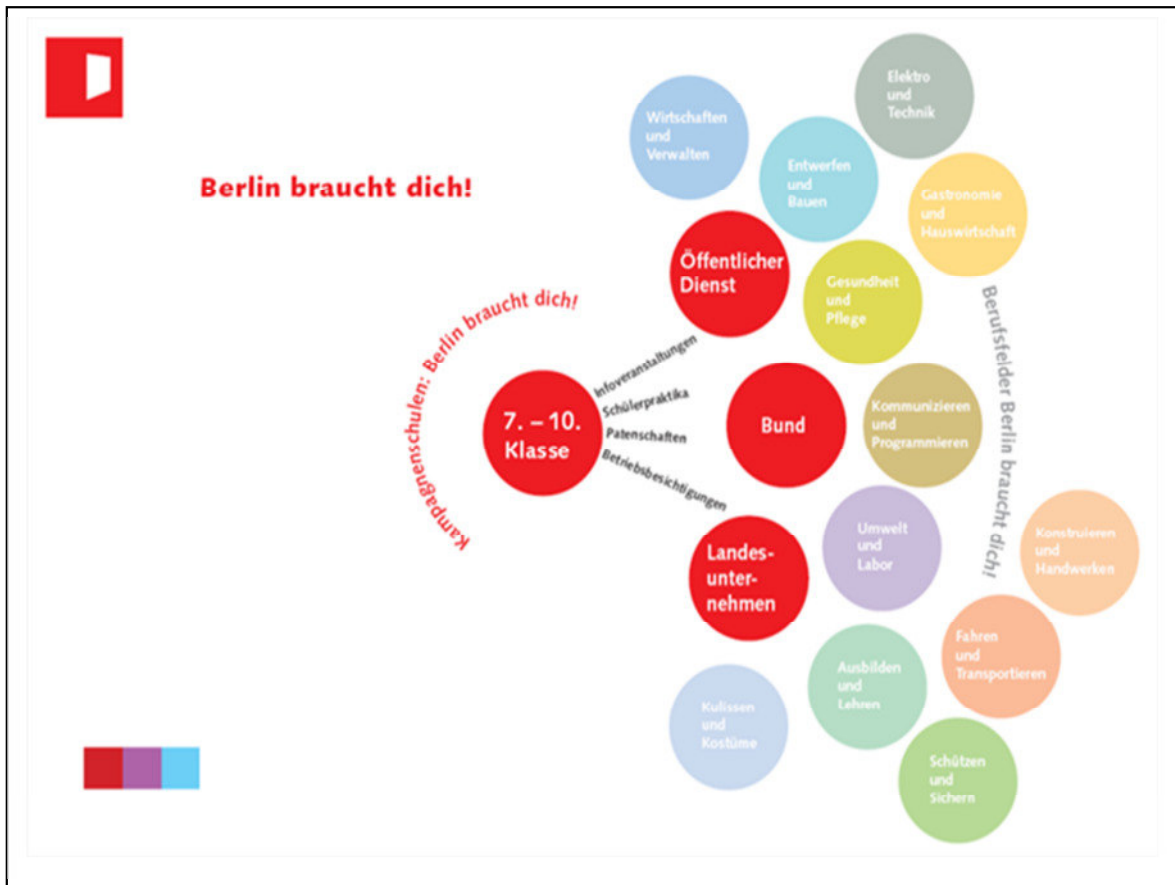 Berlin braucht dich!
Kampagnenschulen: Berlin braucht dich!
7. – 10.
Klasse
Infoveranstaltungen
Schülerpraktika
Patenschaften
Betriebsbesichtigungen
Öffentlicher
Dienst
Bund
Landes-
unter-
nehmen
Wirtschaften
und
Verwalten
Elektro
und
Technik
Entwerfen
und
Bauen
Gastronomie
und
Hauswirtschaft
Gesundheit
und
Pflege
Kommunizieren
und
Programmieren
Umwelt
und
Labor
Konstruieren
und
Handwerken
Fahren
und
Transportieren
Ausbilden
und
Lehren
Kulissen
und
Kostüme
Schützen
und
Sichern
Berufsfelder Berlin braucht dich!